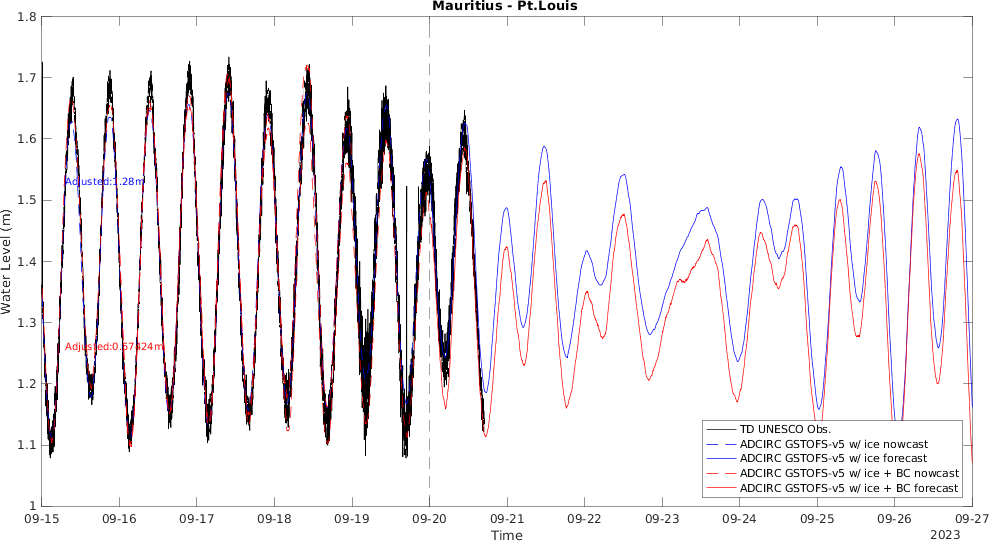 Mauritius - Pt.Louis
1.8
1.7
1.6
1.5
1.4
1.3
1.2
1.1
1
Water Level (m)
Adjusted:1.28m
Adjusted:0.67424m
TD UNESCO Obs.
ADCIRC GSTOFS-v5 w/ ice nowcast
ADCIRC GSTOFS-v5 w/ ice forecast
ADCIRC GSTOFS-v5 w/ ice + BC nowcast
ADCIRC GSTOFS-v5 w/ ice + BC forecast
09-15 09-16 09-17 09-18 09-19 09-20 09-21 09-22 09-23 09-24 09-25 09-26 09-27
Time
2023